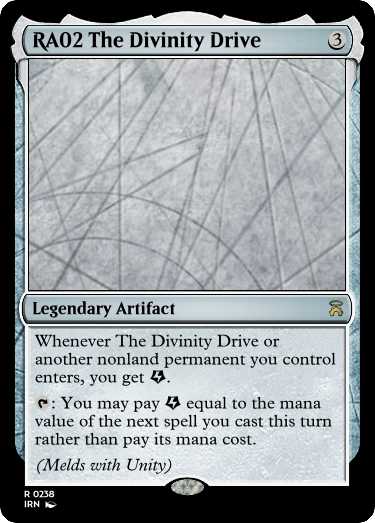 RA02 The Divinity Drive 3
Legendary Artifact
Whenever The Divinity Drive or
another nonland permanent you control
enters, you get .
: You may pay equal to the mana
value of the next spell you cast this turn
rather than pay its mana cost.
(Melds with Unity)
R 0238
IRN